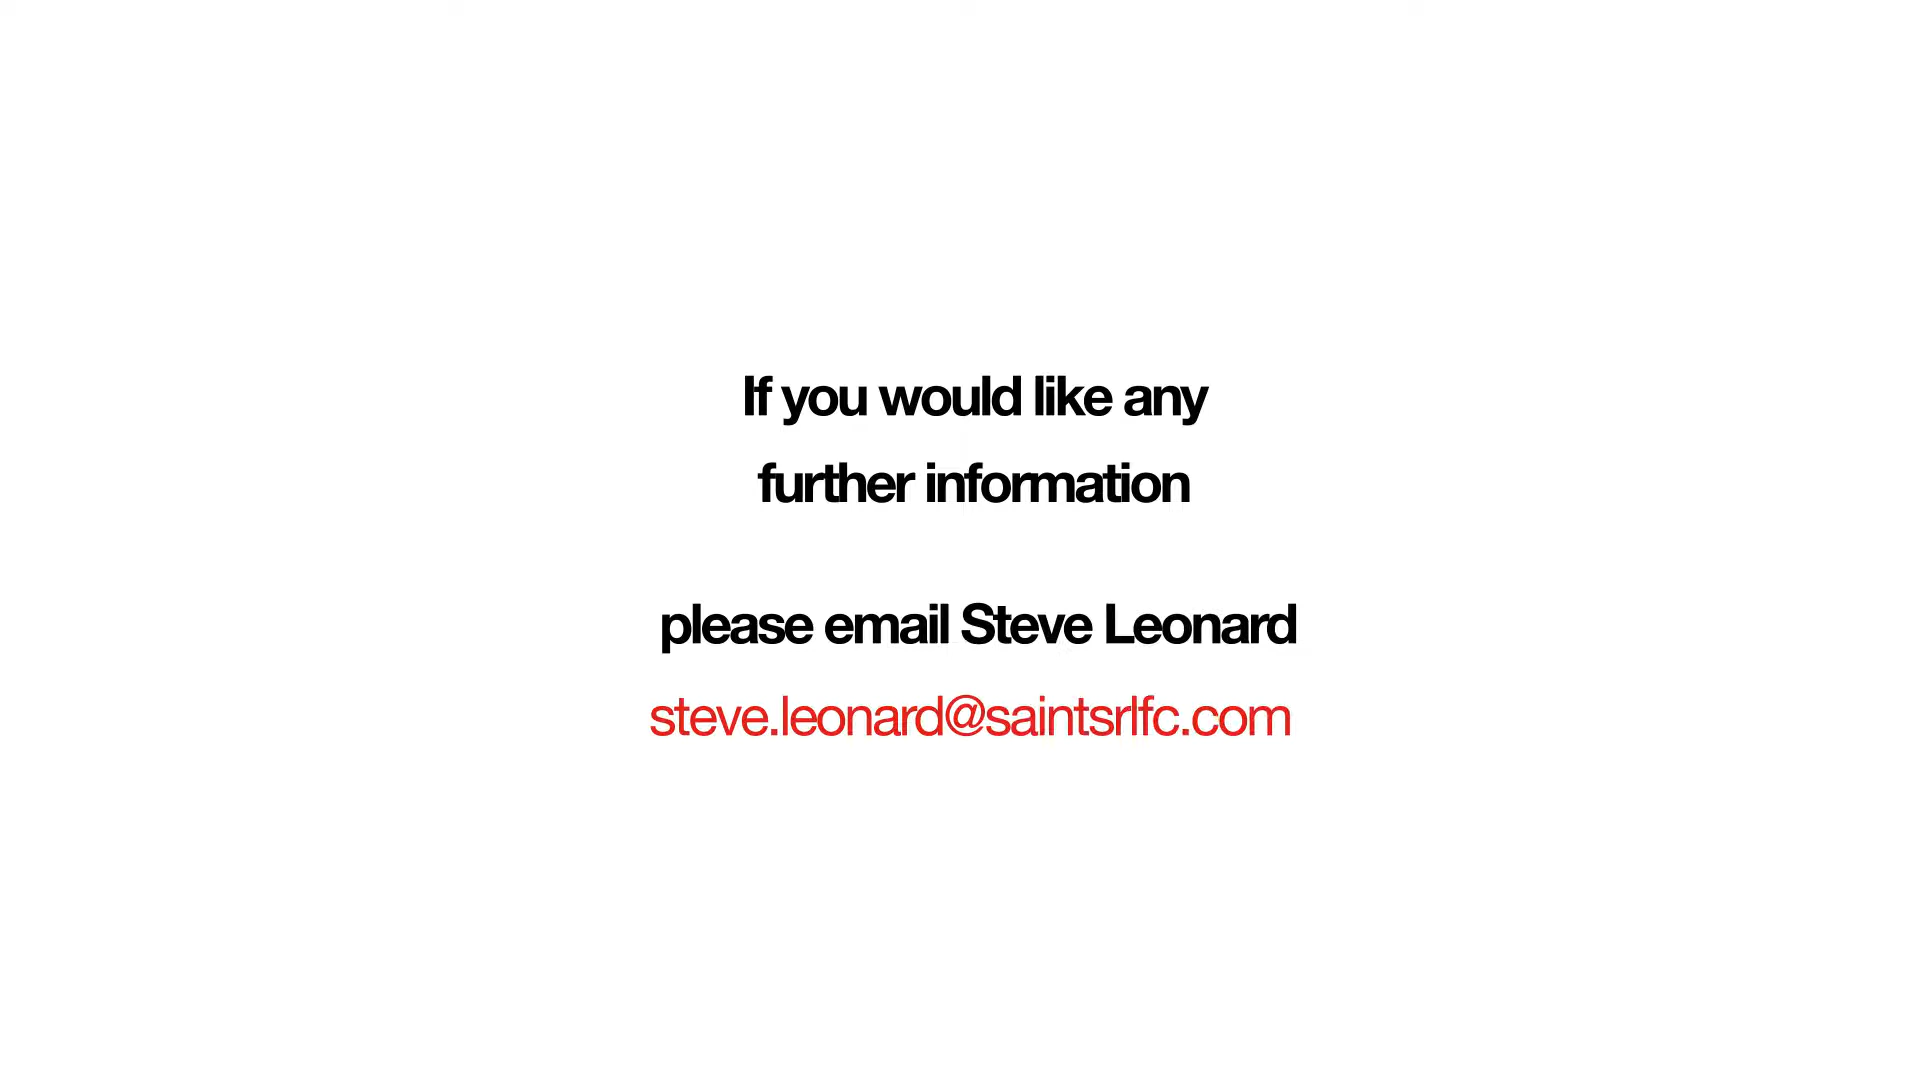 If you would like any
further information
please email Steve Leonard
steve.leonard@saintsrlfc.com